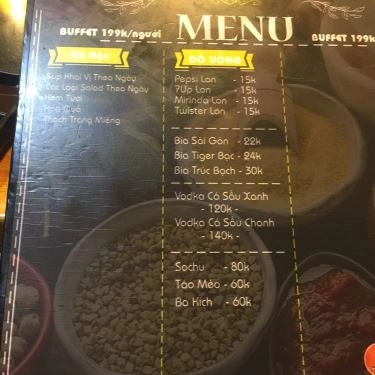 MENU
BUFFET 199k/người
BUFFET 199k
ĐỒ UỐNG
Súp Khai Vị Theo Ngày
Các Loại Salad Theo Ngày
Kem Tươi
Hoa Quả
Thạch Tráng Miệng
Pepsi Lon - 15k
7Up Lon - 15k
Mirinda Lon - 15k
Twister Lon - 15k
Bia Sài Gòn - 22k
Bia Tiger Bạc - 24k
Bia Trúc Bạch - 30k
Vodka Cá Sấu Xanh
- 120k -
Vodka Cá Sấu Chanh
- 140k -
Sochu - 80k
Táo Mèo - 60k
Ba Kích - 60k